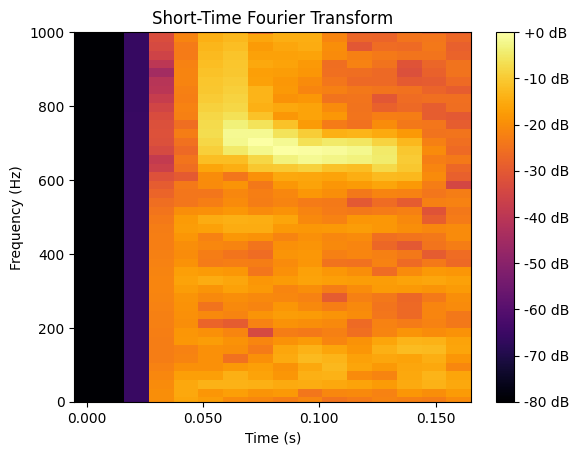 Short-Time Fourier Transform
1000
800
600
400
200
0
Frequency (Hz)
0.000
0.050
0.100
0.150
Time (s)
+0 dB
-10 dB
-20 dB
-30 dB
-40 dB
-50 dB
-60 dB
-70 dB
-80 dB